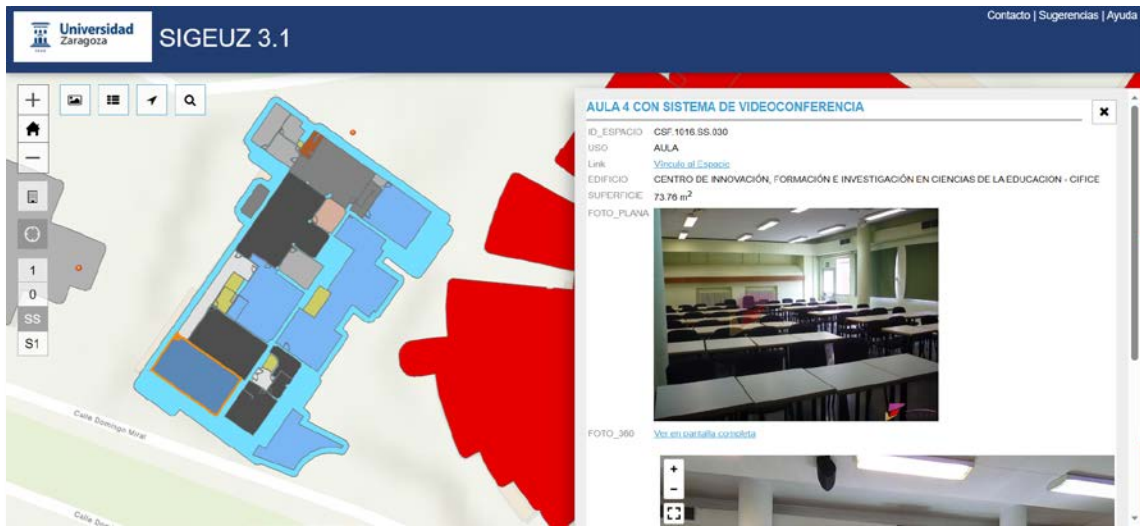 Universidad
Zaragoza
SIGEUZ 3.1
Contacto | Sugerencias | Ayuda
+
−
1
0
SS
S1
Calle Domingo Miral
AULA 4 CON SISTEMA DE VIDEOCONFERENCIA
ID_ESPACIO CSF.1016.SS.030
USO AULA
Link Vínculo al Espacio
EDIFICIO CENTRO DE INNOVACIÓN, FORMACIÓN E INVESTIGACIÓN EN CIENCIAS DE LA EDUCACION - CIFICE
SUPERFICIE 73.76 m²
FOTO_PLANA
FOTO_360 Ver en pantalla completa
+
−